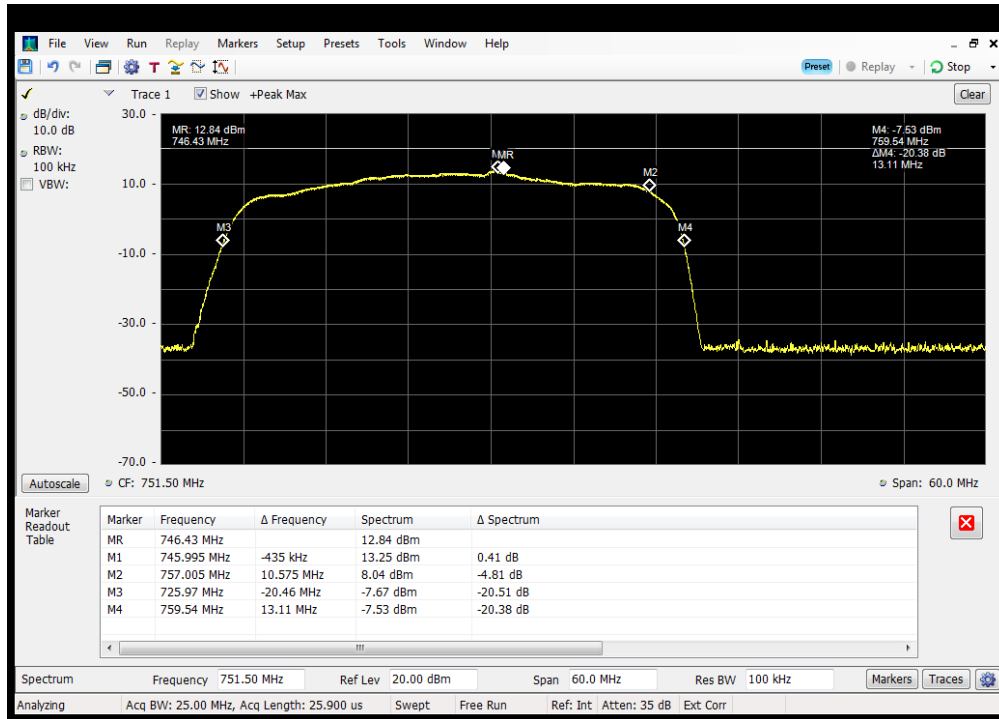 File View Run Replay Markers Setup Presets Tools Window Help
T Preset Replay Stop
Trace 1 Show +Peak Max Clear
dB/div:
10.0 dB
RBW:
100 kHz
VBW:
30.0
10.0
-10.0
-30.0
-50.0
-70.0
MR: 12.84 dBm
746.43 MHz
M4: -7.53 dBm
759.54 MHz
ΔM4: -20.38 dB
13.11 MHz
MR
M2
M3
M4
Autoscale CF: 751.50 MHz Span: 60.0 MHz
Marker
Readout
Table
Marker Frequency Δ Frequency Spectrum Δ Spectrum
MR 746.43 MHz 12.84 dBm
M1 745.995 MHz -435 kHz 13.25 dBm 0.41 dB
M2 757.005 MHz 10.575 MHz 8.04 dBm -4.81 dB
M3 725.97 MHz -20.46 MHz -7.67 dBm -20.51 dB
M4 759.54 MHz 13.11 MHz -7.53 dBm -20.38 dB
Spectrum Frequency 751.50 MHz Ref Lev 20.00 dBm Span 60.0 MHz Res BW 100 kHz Markers Traces
Analyzing Acq BW: 25.00 MHz, Acq Length: 25.900 us Swept Free Run Ref: Int Atten: 35 dB Ext Corr